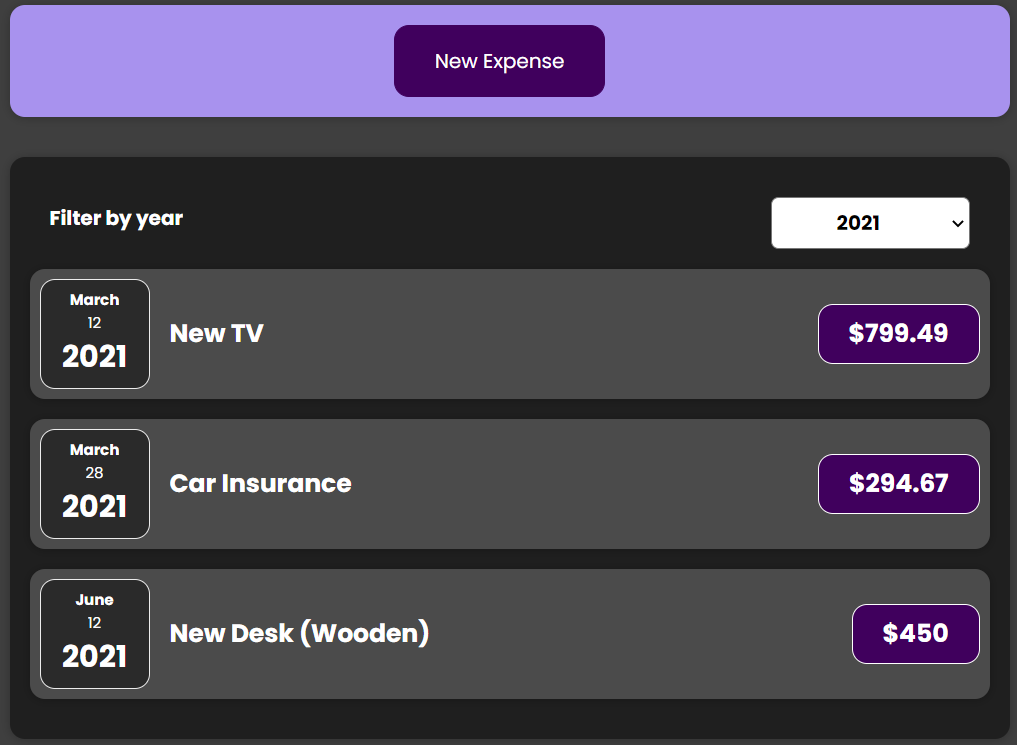 New Expense
Filter by year
2021
March
12
2021
New TV
$799.49
March
28
2021
Car Insurance
$294.67
June
12
2021
New Desk (Wooden)
$450